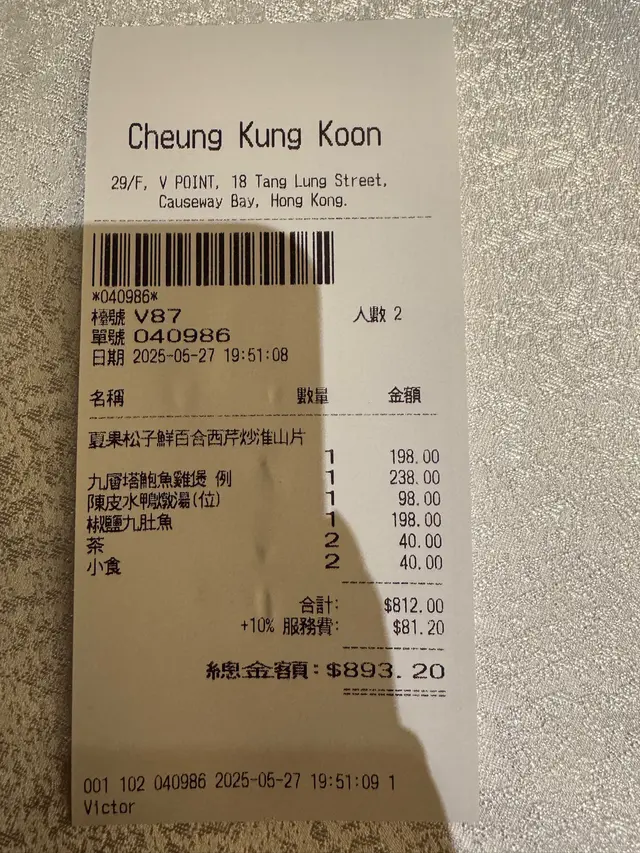 Cheung Kung Koon
29/F, V POINT, 18 Tang Lung Street,
Causeway Bay, Hong Kong.
*040986*
檯號 V87 人數 2
單號 040986
日期 2025-05-27 19:51:08
名稱 數量 金額
夏果松子鮮百合西芹炒淮山片
1 198.00
九層塔鮑魚雞煲 例 1 238.00
陳皮水鴨燉湯(位) 1 98.00
椒鹽九肚魚 1 198.00
茶 2 40.00
小食 2 40.00
合計: $812.00
+10% 服務費: $81.20
總金額: $893.20
001 102 040986 2025-05-27 19:51:09 1
Victor